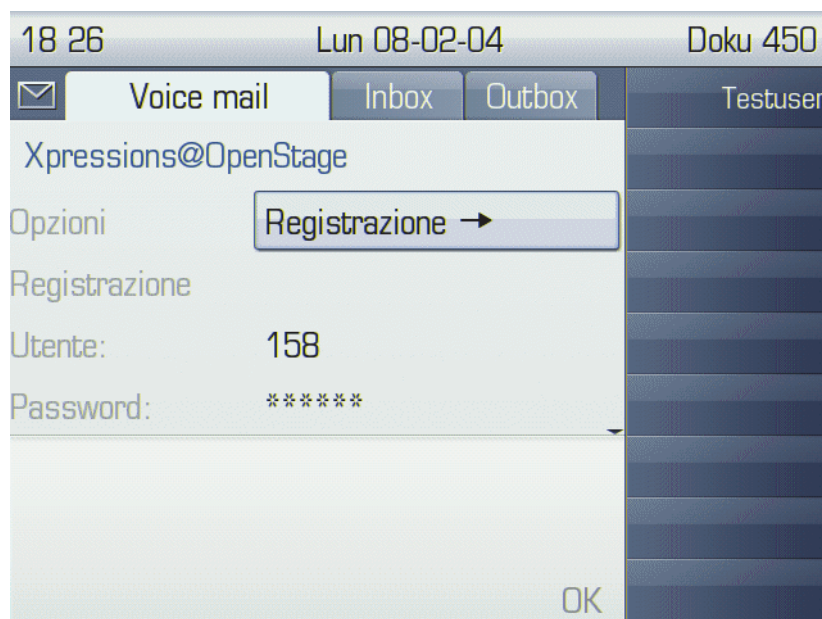 18 26 Lun 08-02-04 Doku 450
Voice mail Inbox Outbox Testuser
Xpressions@OpenStage
Opzioni Registrazione →
Registrazione
Utente: 158
Password: ******
OK